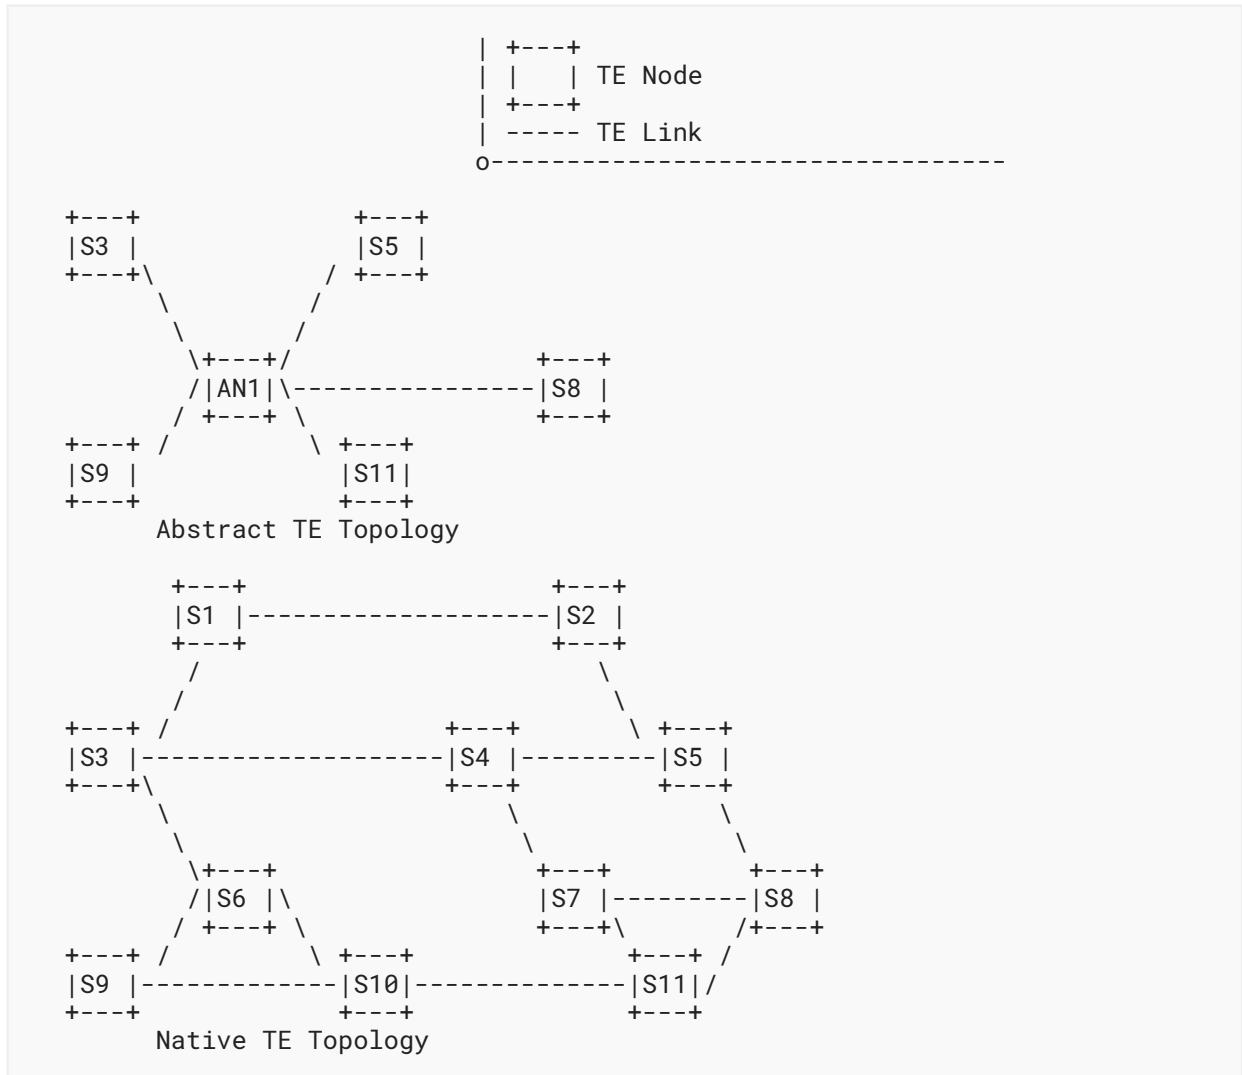 | +---+
                           | |   | TE Node
                           | +---+
                           | ----- TE Link
                           o----------------------------------
+---+              +---+
|S3 |              |S5 |
+---+\           / +---+
      \         /
       \       /
        \+---+/                +---+
        /|AN1|\----------------|S8 |
       / +---+ \               +---+
+---+ /         \ +---+
|S9 |             |S11|
+---+             +---+
      Abstract TE Topology
       +---+                    +---+
       |S1 |--------------------|S2 |
       +---+                    +---+
        /                          \
       /                            \
+---+ /                  +---+       \ +---+
|S3 |--------------------|S4 |---------|S5 |
+---+\                   +---+         +---+
      \                      \             \
       \                      \             \
        \+---+                 +---+         +---+
        /|S6 |\                |S7 |---------|S8 |
       / +---+ \               +---+\       /+---+
+---+ /         \ +---+              +---+ /
|S9 |-------------|S10|--------------|S11|/
+---+             +---+              +---+
      Native TE Topology